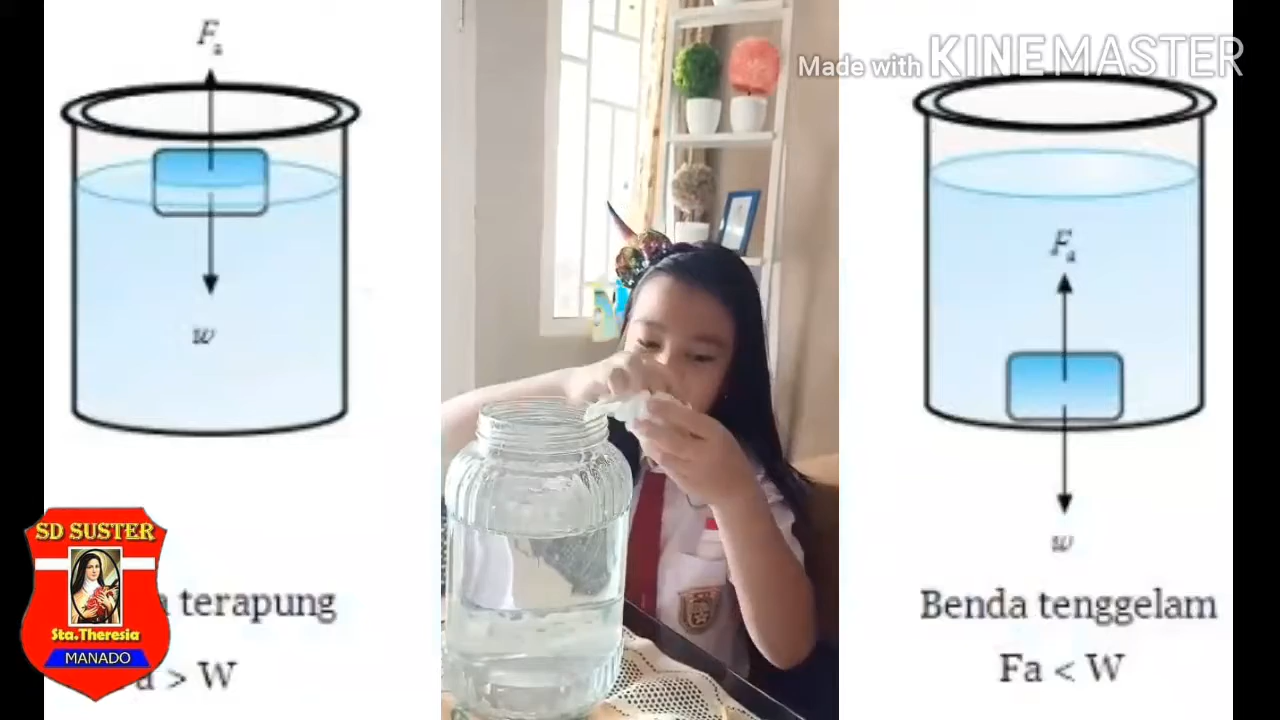 Fa
w
SD SUSTER
Sta.Theresia
MANADO
terapung
> W
Made with KINEMASTER
Fa
w
Benda tenggelam
Fa < W